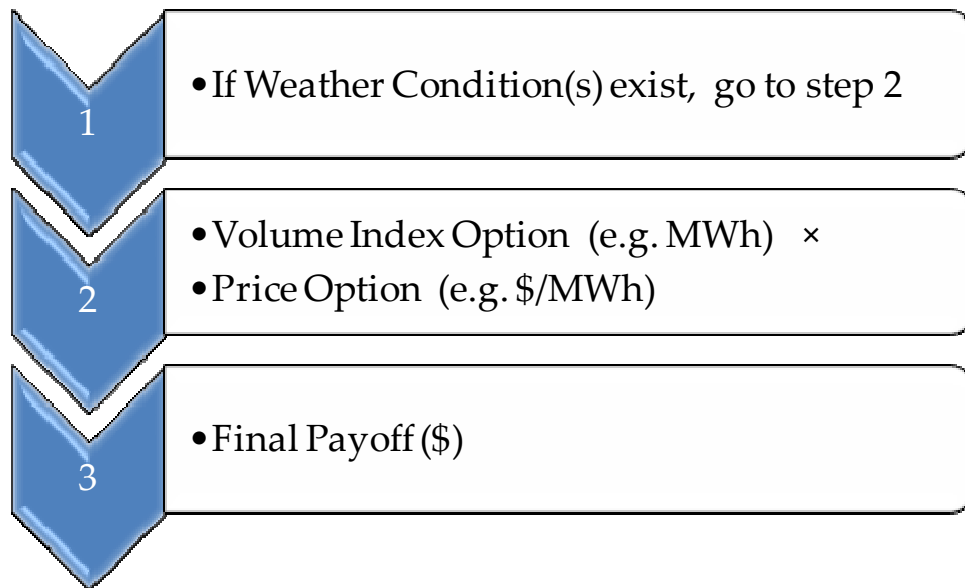 1
•If Weather Condition(s) exist, go to step 2
2
•Volume Index Option (e.g. MWh) ×
•Price Option (e.g. $/MWh)
3
•Final Payoff ($)